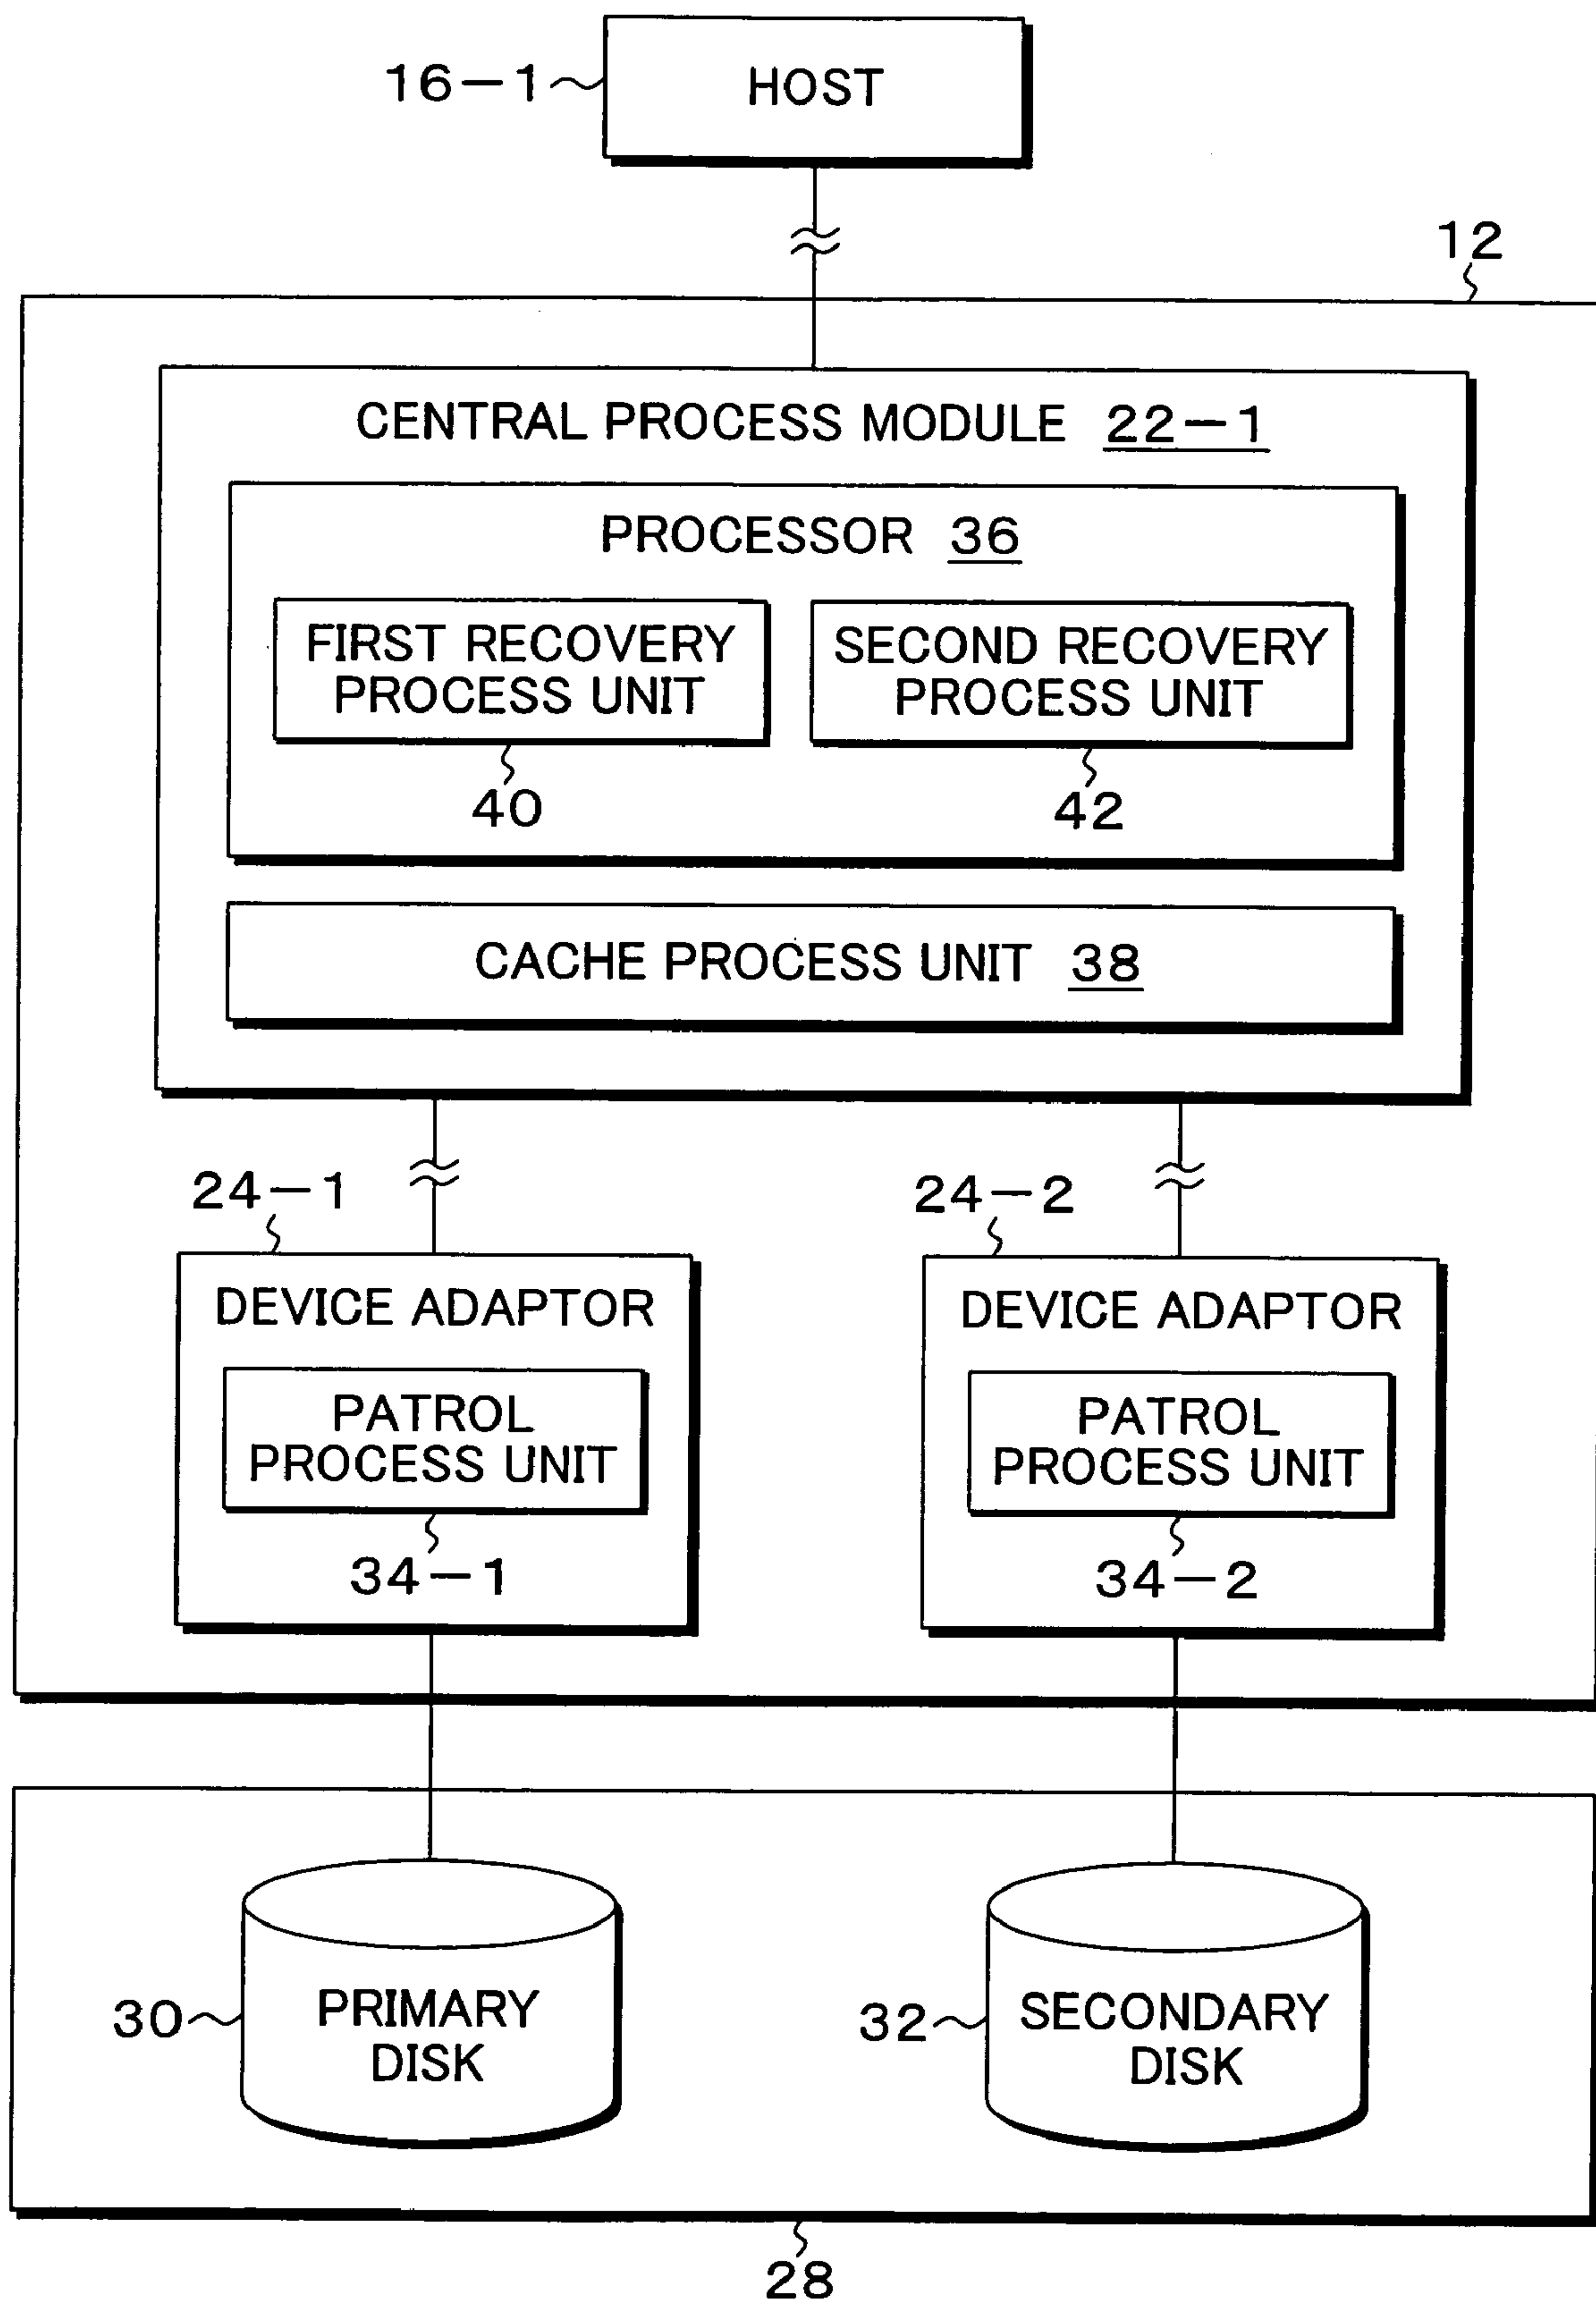 16-1
HOST
12
CENTRAL PROCESS MODULE 22-1
PROCESSOR 36
FIRST RECOVERY
PROCESS UNIT
SECOND RECOVERY
PROCESS UNIT
40
42
CACHE PROCESS UNIT 38
24-1
24-2
DEVICE ADAPTOR
DEVICE ADAPTOR
PATROL
PROCESS UNIT
PATROL
PROCESS UNIT
34-1
34-2
30
PRIMARY
DISK
32
SECONDARY
DISK
28